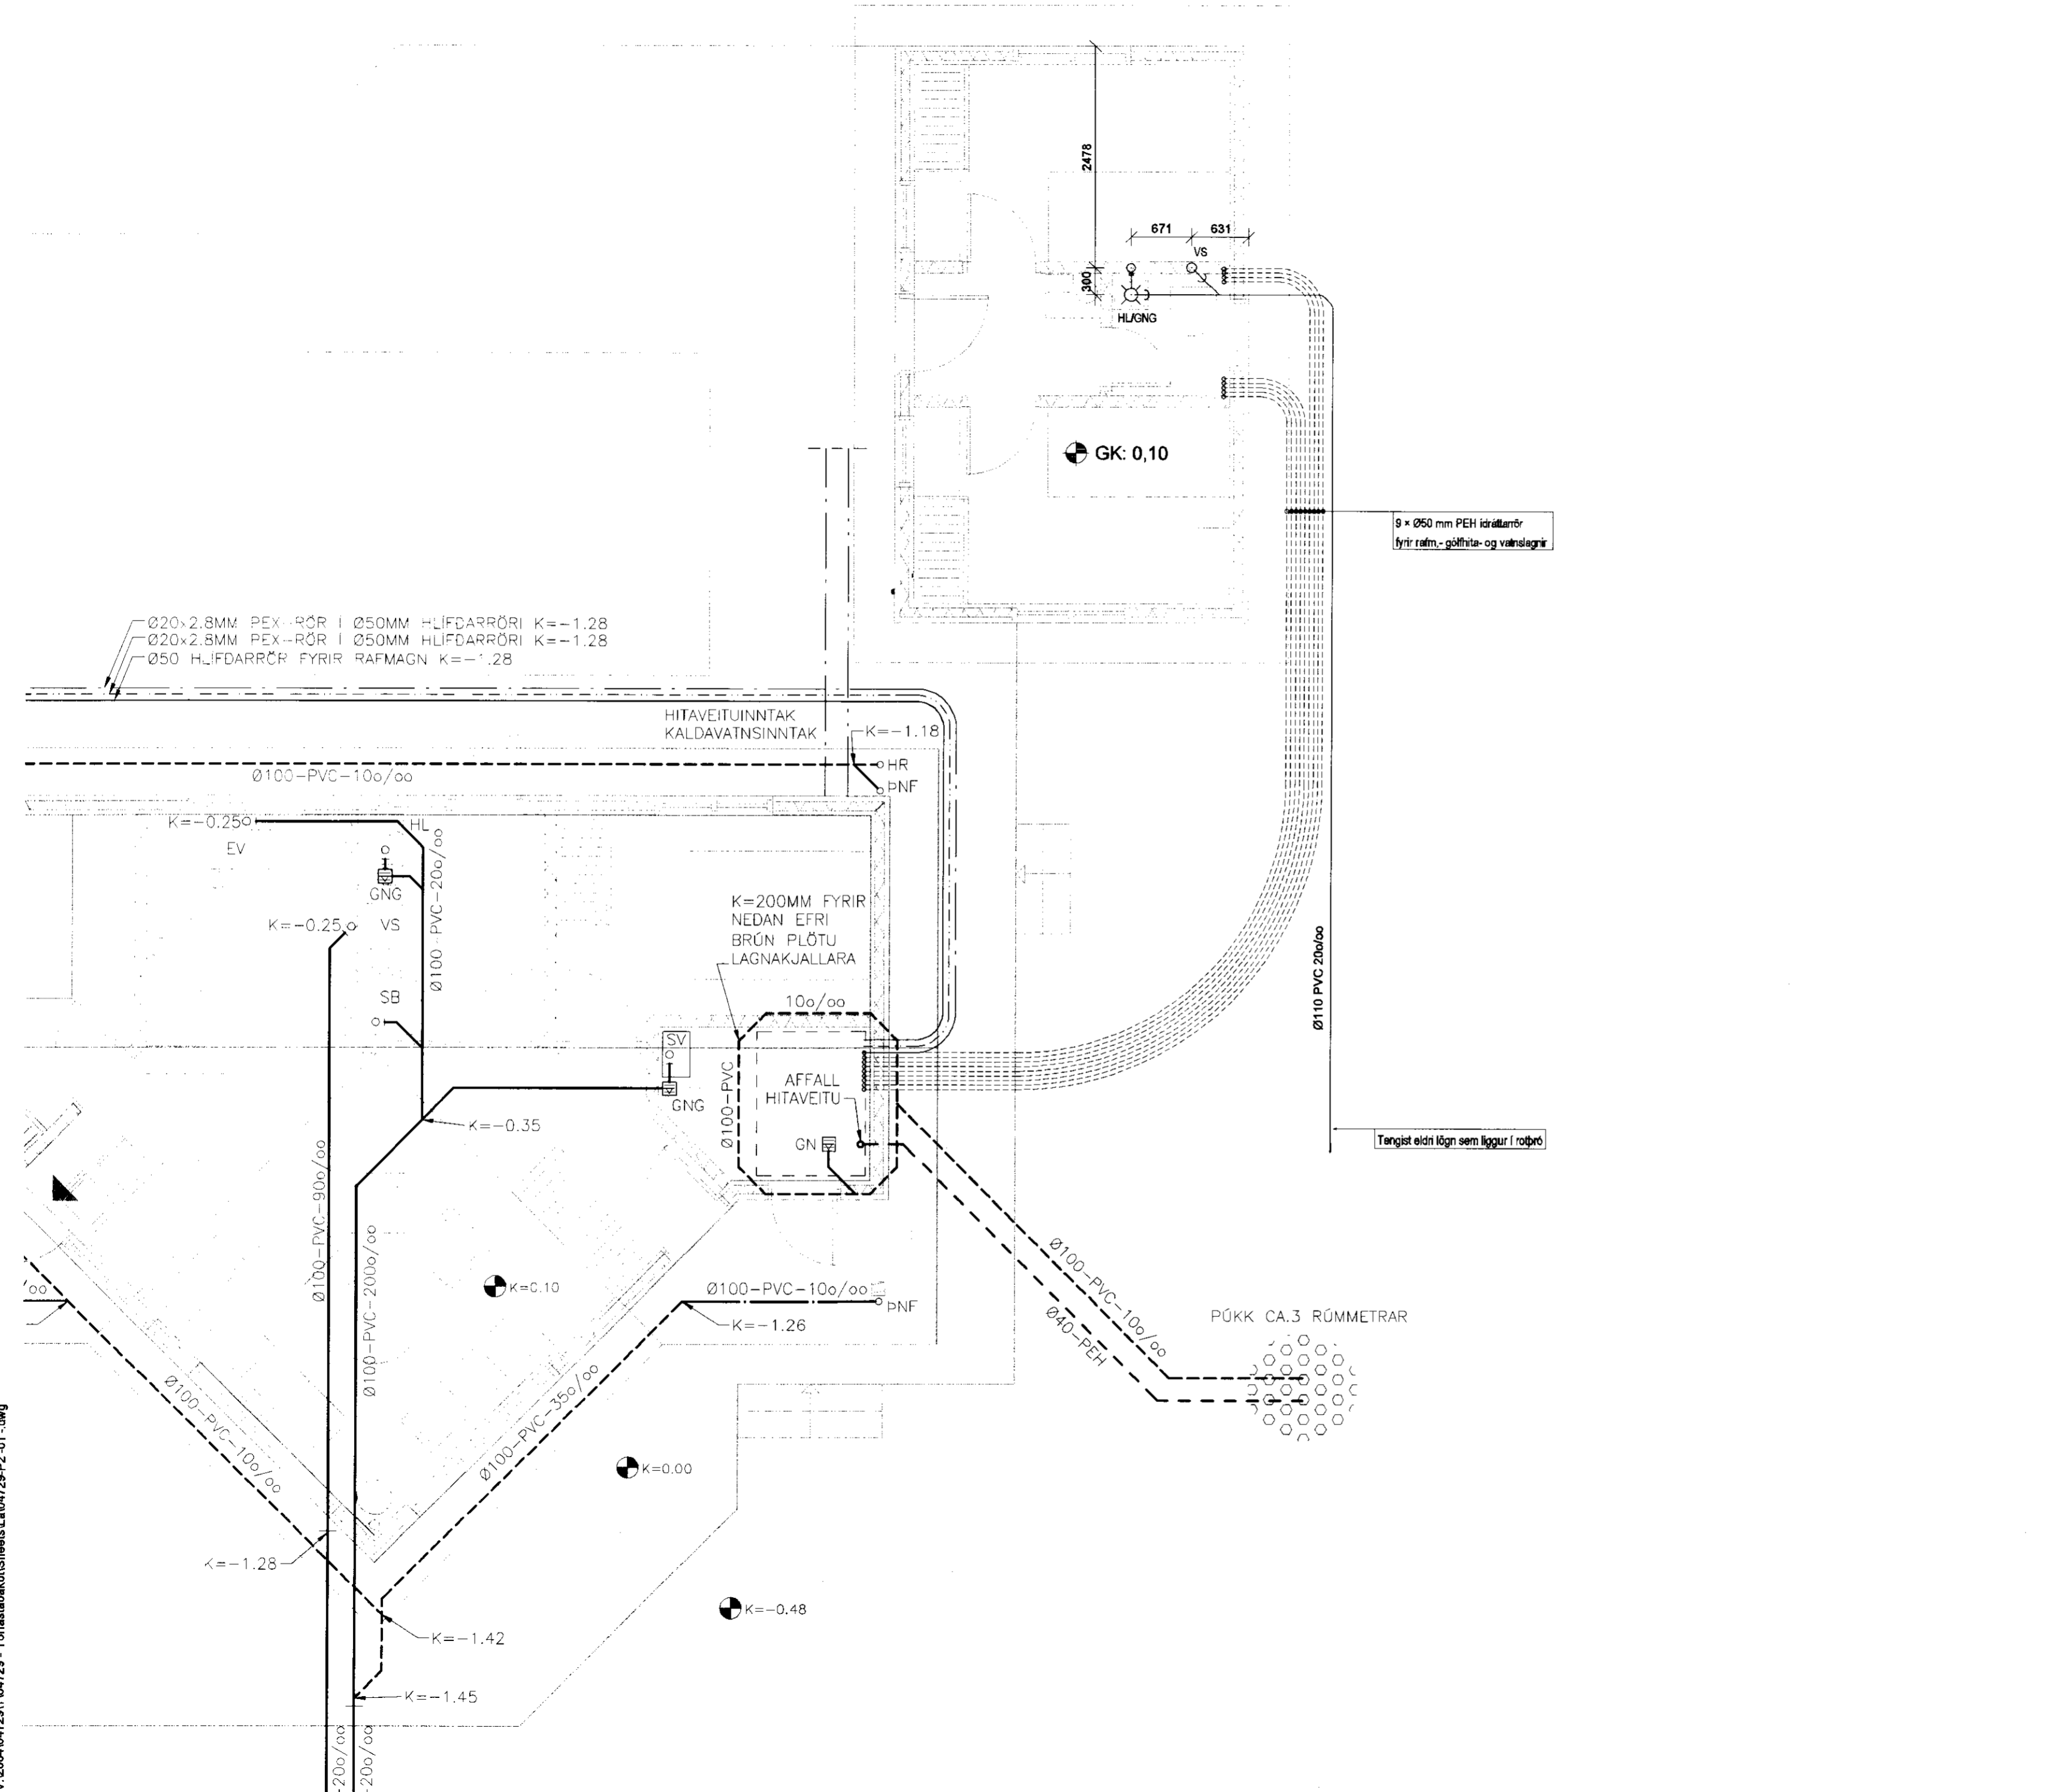 2478
671
631
VS
300
HL/GNG
GK: 0,10
9 × Ø50 mm PEH ídráttarrör
fyrir rafm,- gólfhita- og vatnslagnir
Ø20x2.8MM PEX-RÖR Í Ø50MM HLÍFDARRÖRI K=-1.28
Ø20x2.8MM PEX-RÖR Í Ø50MM HLÍFDARRÖRI K=-1.28
Ø50 HLÍFDARRÖR FYRIR RAFMAGN K=-1.28
HITAVEITUINNTAK
KALDAVATNSINNTAK
K=-1.18
HR
ÞNF
Ø100-PVC-10o/oo
K=-0.25
HL
EV
GNG
Ø100-PVC-20o/oo
K=-0.25
VS
SB
K=200MM FYRIR
NEDAN EFRI
BRÚN PLÖTU
LAGNAKJALLARA
10o/oo
SV
GNG
Ø100-PVC
AFFALL
HITAVEITU
GN
K=-0.35
Ø110 PVC 20o/oo
Tengist eldri lögn sem liggur í rotþró
Ø100-PVC-90o/oo
Ø100-PVC-200o/oo
K=0.10
Ø100-PVC-10o/oo
ÞNF
K=-1.26
Ø100-PVC-10o/oo
Ø40-PEH
PÚKK CA.3 RÚMMETRAR
oo
Ø100-PVC-10o/oo
Ø100-PVC-35o/oo
K=0.00
K=-1.28
K=-0.48
K=-1.42
K=-1.45
-20o/oo
-20o/oo